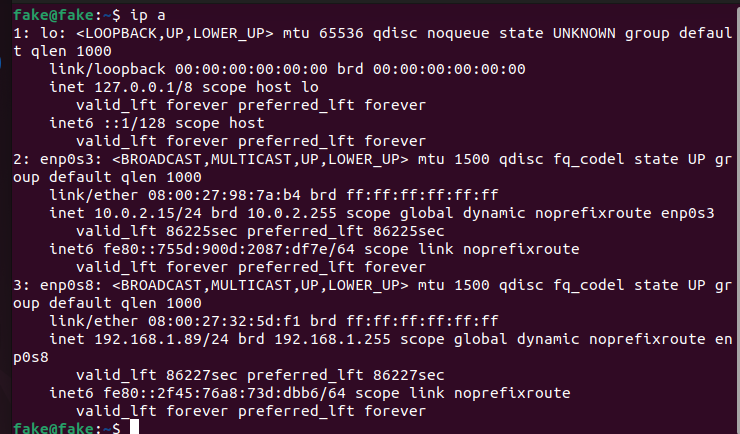 fake@fake:~$ ip a
1: lo: <LOOPBACK,UP,LOWER_UP> mtu 65536 qdisc noqueue state UNKNOWN group defaul
t qlen 1000
    link/loopback 00:00:00:00:00:00 brd 00:00:00:00:00:00
    inet 127.0.0.1/8 scope host lo
       valid_lft forever preferred_lft forever
    inet6 ::1/128 scope host
       valid_lft forever preferred_lft forever
2: enp0s3: <BROADCAST,MULTICAST,UP,LOWER_UP> mtu 1500 qdisc fq_codel state UP gr
oup default qlen 1000
    link/ether 08:00:27:98:7a:b4 brd ff:ff:ff:ff:ff:ff
    inet 10.0.2.15/24 brd 10.0.2.255 scope global dynamic noprefixroute enp0s3
       valid_lft 86225sec preferred_lft 86225sec
    inet6 fe80::755d:900d:2087:df7e/64 scope link noprefixroute
       valid_lft forever preferred_lft forever
3: enp0s8: <BROADCAST,MULTICAST,UP,LOWER_UP> mtu 1500 qdisc fq_codel state UP gr
oup default qlen 1000
    link/ether 08:00:27:32:5d:f1 brd ff:ff:ff:ff:ff:ff
    inet 192.168.1.89/24 brd 192.168.1.255 scope global dynamic noprefixroute en
p0s8
       valid_lft 86227sec preferred_lft 86227sec
    inet6 fe80::2f45:76a8:73d:dbb6/64 scope link noprefixroute
       valid_lft forever preferred_lft forever
fake@fake:~$